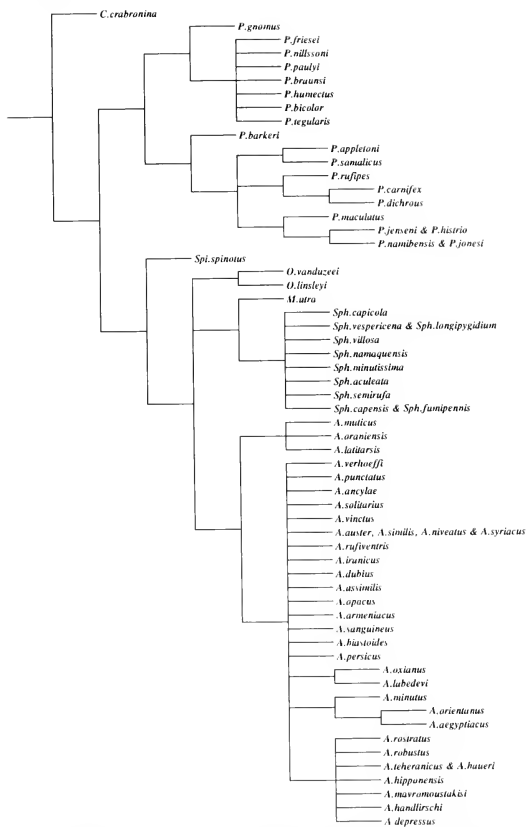 C.crabronina
P.gnomus
P.friesei
P.nillssoni
P.paulyi
P.braunsi
P.humectus
P.bicolor
P.tegularis
P.barkeri
P.appletoni
P.samalicus
P.rufipes
P.carnifex
P.dichrous
P.maculatus
P.jenseni & P.histrio
P.namibensis & P.jonesi
Spi.spinotus
O.vanduzeei
O.linsleyi
M.atra
Sph.capicola
Sph.vespericena & Sph.longipygidium
Sph.villosa
Sph.namaquensis
Sph.minutissima
Sph.aculeata
Sph.semirufa
Sph.capensis & Sph.fumipennis
A.muticus
A.oraniensis
A.latitarsis
A.verhoeffi
A.punctatus
A.ancylae
A.solitarius
A.vinctus
A.auster, A.similis, A.niveatus & A.syriacus
A.rufiventris
A.iranicus
A.dubius
A.assimilis
A.opacus
A.armeniacus
A.sanguineus
A.hiastoides
A.persicus
A.oxianus
A.labedevi
A.minutus
A.orientanus
A.aegyptiacus
A.rostratus
A.robustus
A.teheranicus & A.haueri
A.hipponensis
A.mavromoustakisi
A.handlirschi
A.depressus